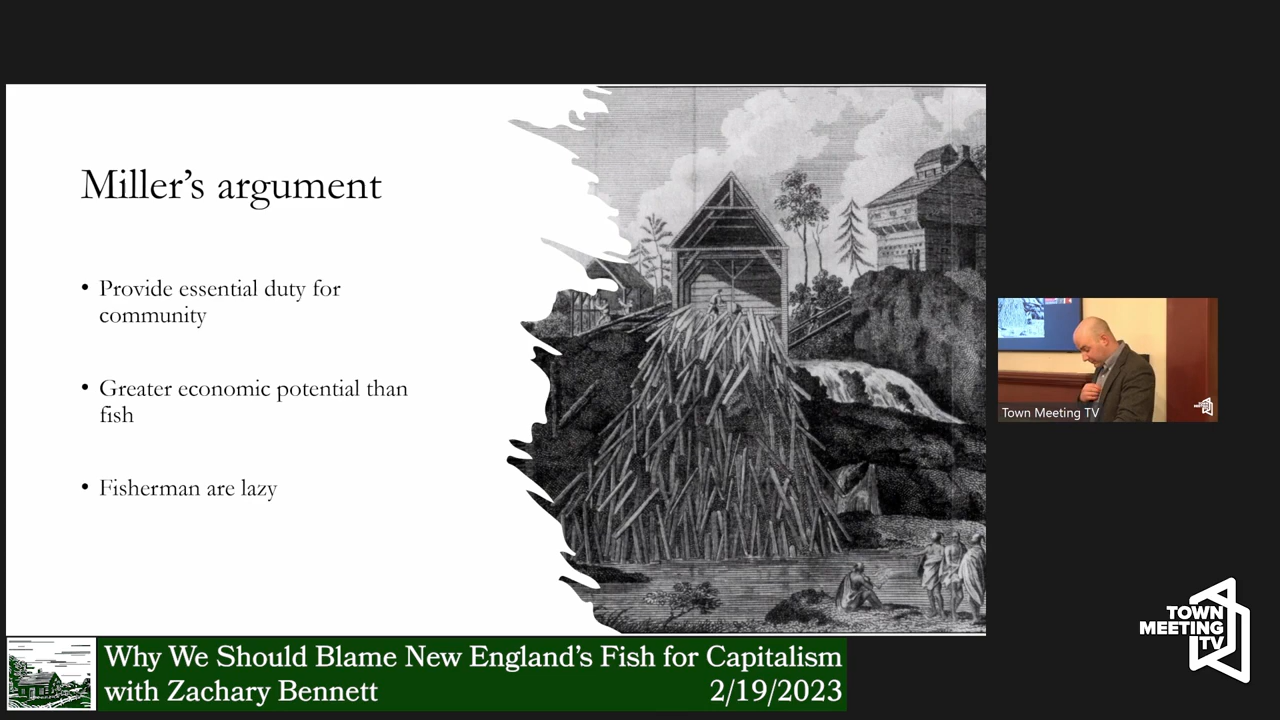 Miller’s argument
• Provide essential duty for
community
• Greater economic potential than
fish
• Fisherman are lazy
Town Meeting TV
TOWN
MEETING
TV
Why We Should Blame New England’s Fish for Capitalism
with Zachary Bennett 2/19/2023